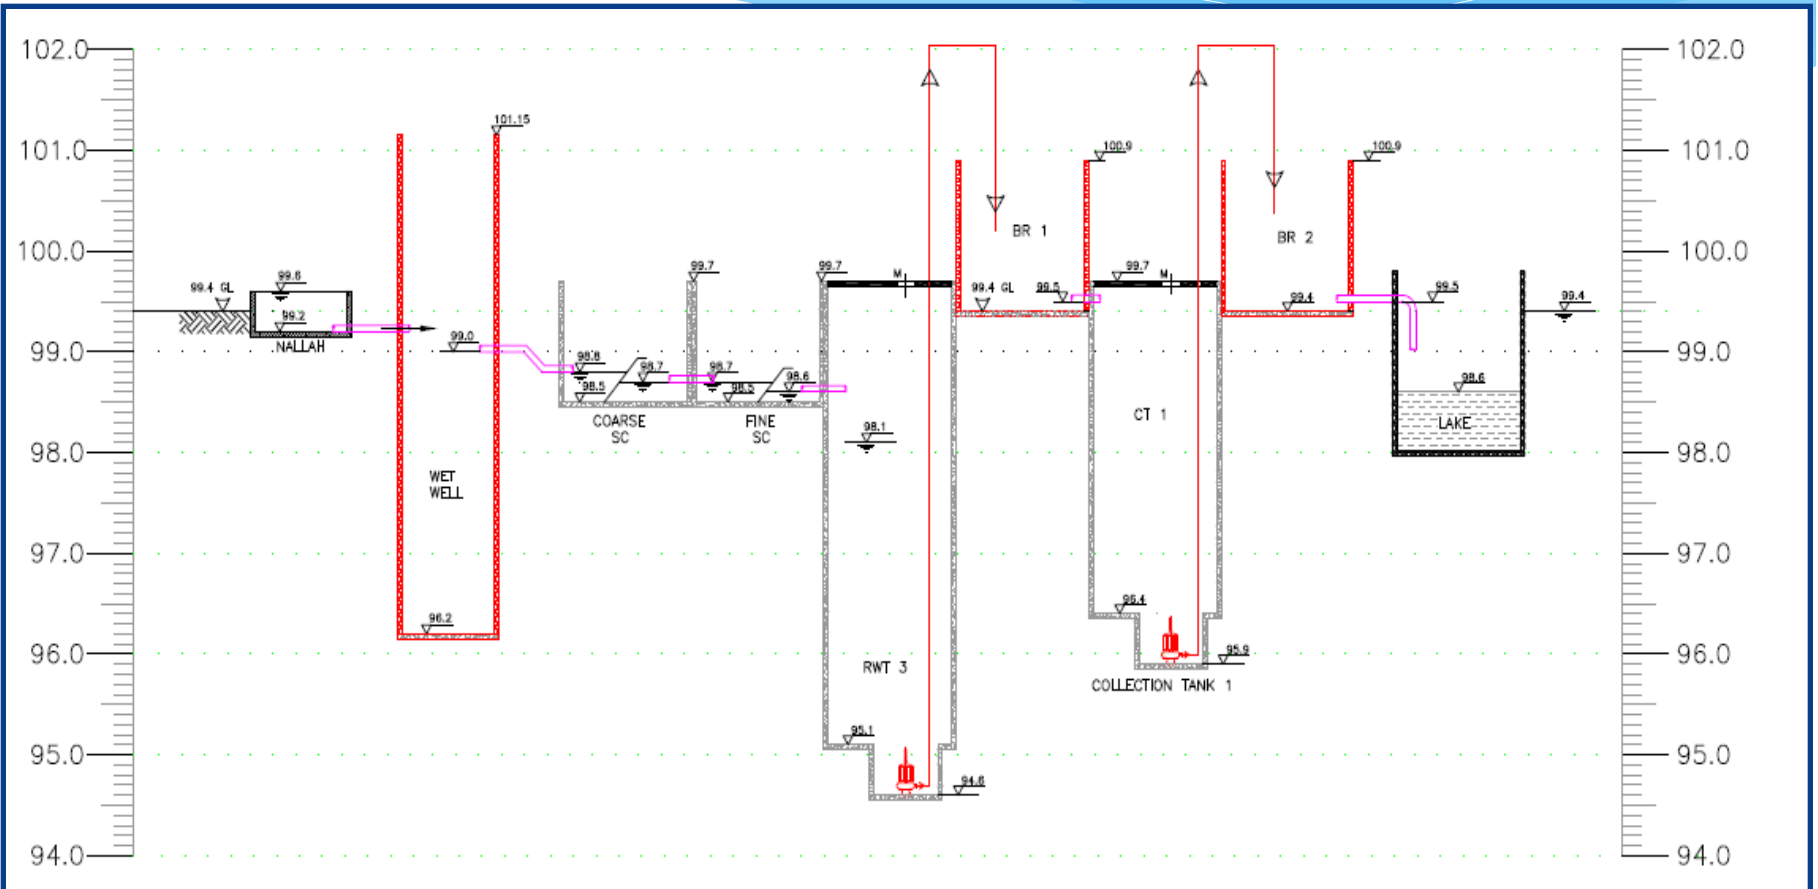 102.0
101.0
100.0
99.0
98.0
97.0
96.0
95.0
94.0
99.4 GL
99.6
99.2
NALLAH
101.15
99.0
WET
WELL
96.2
98.8
98.5
98.7
COARSE
SC
99.7
98.7
98.5
98.6
FINE
SC
99.7
M
98.1
RWT 3
95.1
94.6
BR 1
100.9
99.4 GL
99.5
99.7
M
CT 1
96.4
95.9
COLLECTION TANK 1
BR 2
100.9
99.4
99.5
99.4
98.6
LAKE
102.0
101.0
100.0
99.0
98.0
97.0
96.0
95.0
94.0